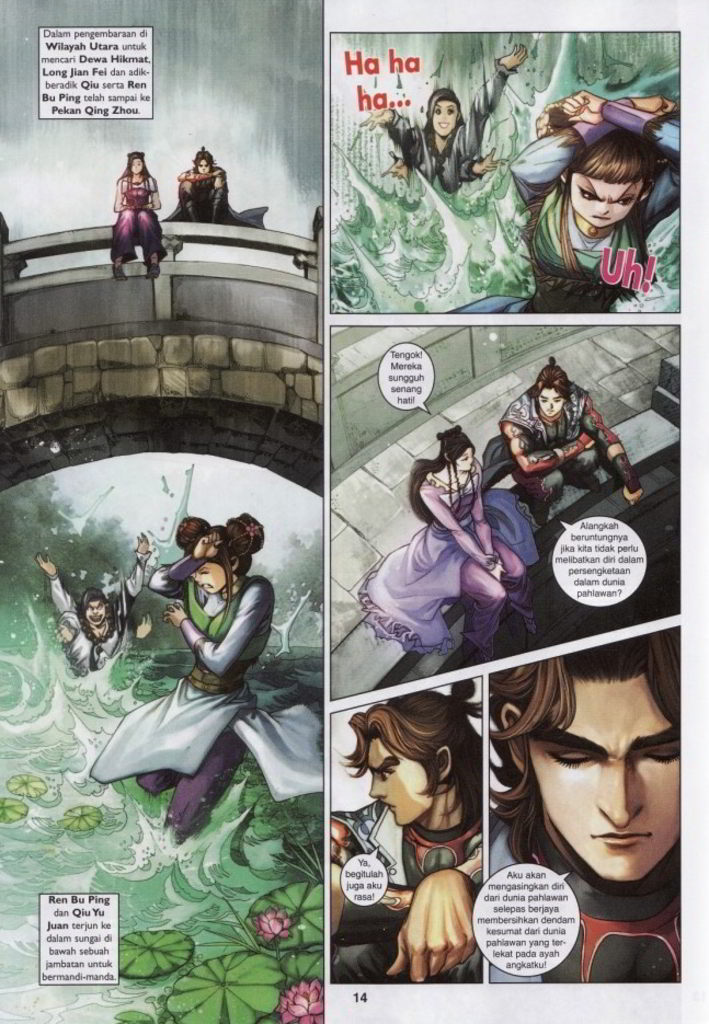 Dalam pengembaraan di
Wilayah Utara untuk
mencari Dewa Hikmat,
Long Jian Fei dan adik-
beradik Qiu serta Ren
Bu Ping telah sampai ke
Pekan Qing Zhou.
Ren Bu Ping
dan Qiu Yu
Juan terjun ke
dalam sungai di
bawah sebuah
jambatan untuk
bermandi-manda.
Ha ha
ha...
Uh!
Tengok!
Mereka
sungguh
senang
hati!
Alangkah
beruntungnya
jika kita tidak perlu
melibatkan diri dalam
persengketaan
dalam dunia
pahlawan?
Ya,
begitulah
juga aku
rasa!
Aku akan
mengasingkan diri
dari dunia pahlawan
selepas berjaya
membersihkan dendam
kesumat dari dunia
pahlawan yang ter-
lekat pada ayah
angkatku!
14